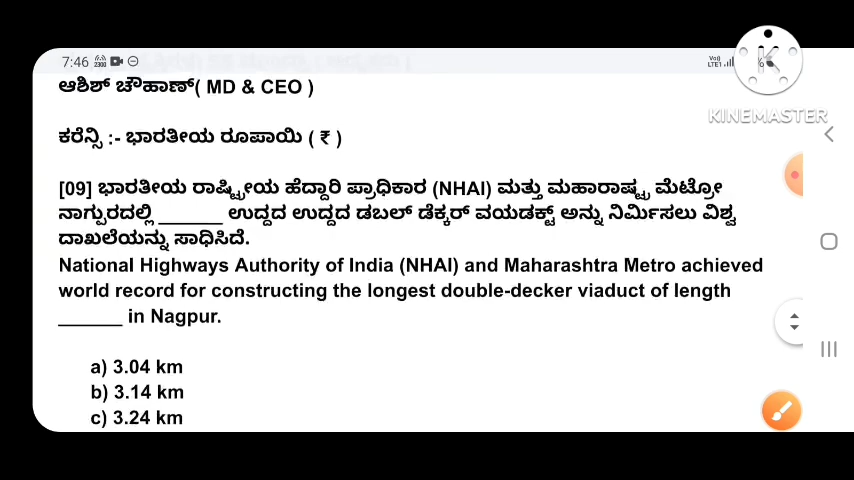 7:46
ಆಶಿಶ್ ಚೌಹಾಣ್( MD & CEO )
KINEMASTER
ಕರೆನ್ಸಿ :- ಭಾರತೀಯ ರೂಪಾಯಿ ( ₹ )
[09] ಭಾರತೀಯ ರಾಷ್ಟ್ರೀಯ ಹೆದ್ದಾರಿ ಪ್ರಾಧಿಕಾರ (NHAI) ಮತ್ತು ಮಹಾರಾಷ್ಟ್ರ ಮೆಟ್ರೋ
ನಾಗ್ಪುರದಲ್ಲಿ ______ ಉದ್ದದ ಉದ್ದದ ಡಬಲ್ ಡೆಕ್ಕರ್ ವಯಡಕ್ಟ್ ಅನ್ನು ನಿರ್ಮಿಸಲು ವಿಶ್ವ
ದಾಖಲೆಯನ್ನು ಸಾಧಿಸಿದೆ.
National Highways Authority of India (NHAI) and Maharashtra Metro achieved
world record for constructing the longest double-decker viaduct of length
______ in Nagpur.
a) 3.04 km
b) 3.14 km
c) 3.24 km